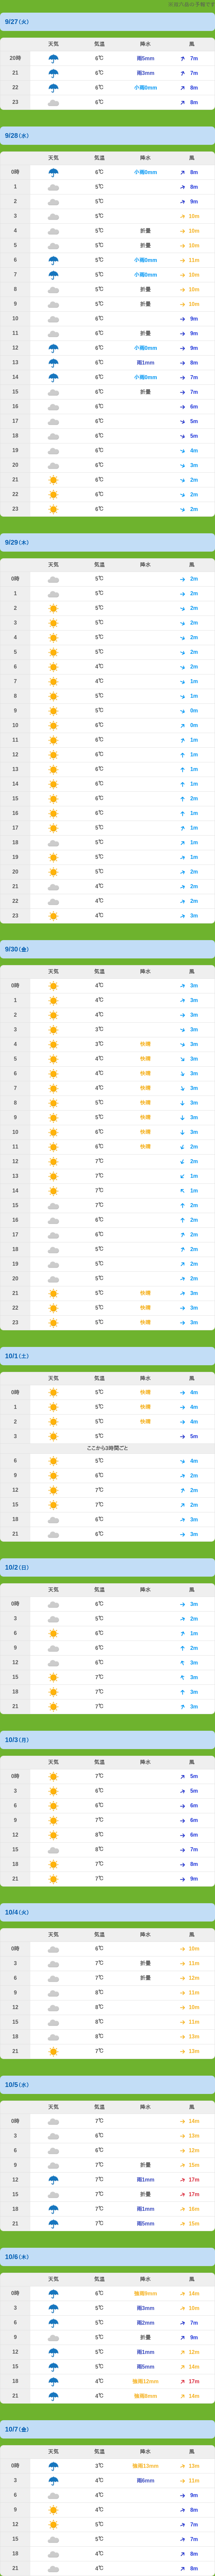 9/27(火)
天気 気温 降水 風
20時 6℃ 雨5mm 7m
21 6℃ 雨3mm 7m
22 6℃ 小雨0mm 8m
23 6℃ 8m
9/28(水)
天気 気温 降水 風
0時 6℃ 小雨0mm 8m
1 5℃ 8m
2 5℃ 9m
3 5℃ 10m
4 5℃ 折畳 10m
5 5℃ 折畳 10m
6 5℃ 小雨0mm 11m
7 5℃ 小雨0mm 10m
8 5℃ 折畳 10m
9 5℃ 折畳 10m
10 6℃ 9m
11 6℃ 折畳 9m
12 6℃ 小雨0mm 9m
13 6℃ 雨1mm 8m
14 6℃ 小雨0mm 7m
15 6℃ 折畳 7m
16 6℃ 6m
17 6℃ 5m
18 6℃ 5m
19 6℃ 4m
20 6℃ 3m
21 6℃ 2m
22 6℃ 2m
23 6℃ 2m
9/29(木)
天気 気温 降水 風
0時 5℃ 2m
1 5℃ 2m
2 5℃ 2m
3 5℃ 2m
4 5℃ 2m
5 5℃ 2m
6 4℃ 2m
7 4℃ 1m
8 5℃ 1m
9 5℃ 0m
10 6℃ 0m
11 6℃ 1m
12 6℃ 1m
13 6℃ 1m
14 6℃ 1m
15 6℃ 2m
16 6℃ 1m
17 5℃ 1m
18 5℃ 1m
19 5℃ 1m
20 5℃ 2m
21 4℃ 2m
22 4℃ 2m
23 4℃ 3m
9/30(金)
天気 気温 降水 風
0時 4℃ 3m
1 4℃ 3m
2 4℃ 3m
3 3℃ 3m
4 3℃ 快晴 3m
5 4℃ 快晴 3m
6 4℃ 快晴 3m
7 4℃ 快晴 3m
8 5℃ 快晴 3m
9 5℃ 快晴 3m
10 6℃ 快晴 3m
11 6℃ 快晴 2m
12 7℃ 2m
13 7℃ 1m
14 7℃ 1m
15 7℃ 2m
16 6℃ 2m
17 6℃ 2m
18 5℃ 2m
19 5℃ 2m
20 5℃ 2m
21 5℃ 快晴 3m
22 5℃ 快晴 3m
23 5℃ 快晴 3m
10/1(土)
天気 気温 降水 風
0時 5℃ 快晴 4m
1 5℃ 快晴 4m
2 5℃ 快晴 4m
3 5℃ 5m
ここから3時間ごと
6 5℃ 4m
9 6℃ 2m
12 7℃ 2m
15 7℃ 2m
18 6℃ 3m
21 6℃ 3m
10/2(日)
天気 気温 降水 風
0時 6℃ 3m
3 5℃ 2m
6 6℃ 1m
9 6℃ 2m
12 6℃ 3m
15 7℃ 3m
18 7℃ 3m
21 7℃ 3m
10/3(月)
天気 気温 降水 風
0時 7℃ 5m
3 6℃ 5m
6 6℃ 6m
9 7℃ 6m
12 8℃ 6m
15 8℃ 7m
18 7℃ 8m
21 7℃ 9m
10/4(火)
天気 気温 降水 風
0時 6℃ 10m
3 7℃ 折畳 11m
6 7℃ 折畳 12m
9 8℃ 11m
12 8℃ 10m
15 8℃ 11m
18 8℃ 13m
21 7℃ 13m
10/5(水)
天気 気温 降水 風
0時 7℃ 14m
3 6℃ 13m
6 6℃ 12m
9 7℃ 折畳 15m
12 7℃ 雨1mm 17m
15 7℃ 折畳 17m
18 7℃ 雨1mm 16m
21 7℃ 雨5mm 15m
10/6(木)
天気 気温 降水 風
0時 6℃ 強雨9mm 14m
3 5℃ 雨3mm 10m
6 5℃ 雨2mm 7m
9 5℃ 折畳 9m
12 5℃ 雨1mm 12m
15 5℃ 雨5mm 14m
18 4℃ 強雨12mm 17m
21 4℃ 強雨8mm 14m
10/7(金)
天気 気温 降水 風
0時 3℃ 強雨13mm 13m
3 4℃ 雨6mm 11m
6 4℃ 9m
9 4℃ 8m
12 5℃ 7m
15 5℃ 7m
18 4℃ 8m
21 4℃ 8m